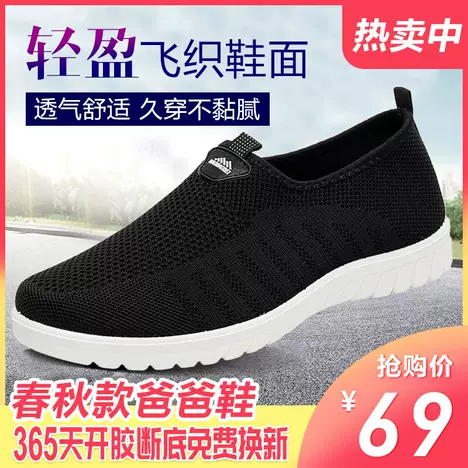 热卖中
轻盈飞织鞋面
透气舒适 久穿不黏腻
抢购价
¥69
春秋款爸爸鞋
365天开胶断底免费换新